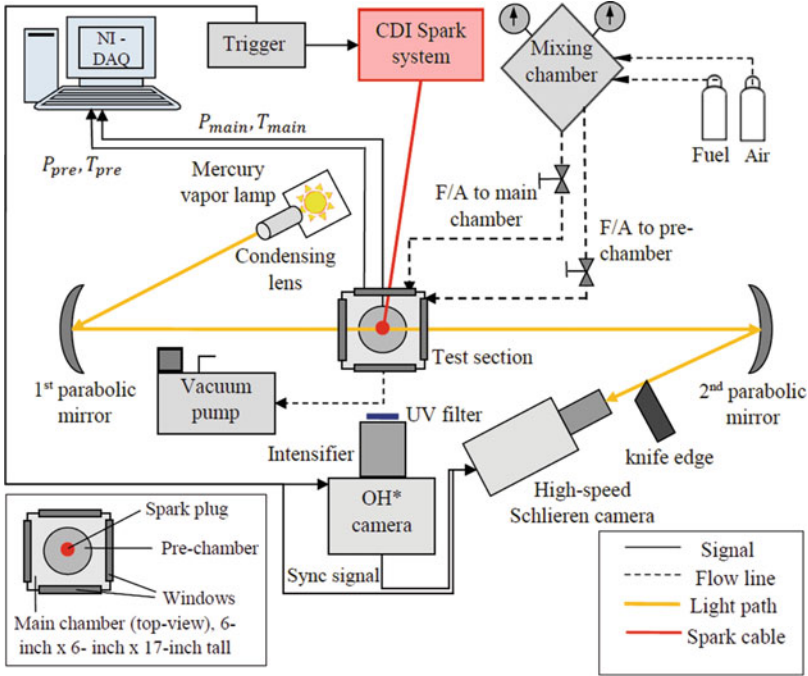 NI -
DAQ
Trigger
CDI Spark
system
Mixing
chamber
Fuel
Air
P_main, T_main
P_pre, T_pre
Mercury
vapor lamp
Condensing
lens
F/A to main
chamber
F/A to pre-
chamber
1st parabolic
mirror
Test section
2nd parabolic
mirror
Vacuum
pump
UV filter
Intensifier
knife edge
OH*
camera
High-speed
Schlieren camera
Sync signal
Spark plug
Pre-chamber
Windows
Main chamber (top-view), 6-
inch x 6- inch x 17-inch tall
Signal
Flow line
Light path
Spark cable